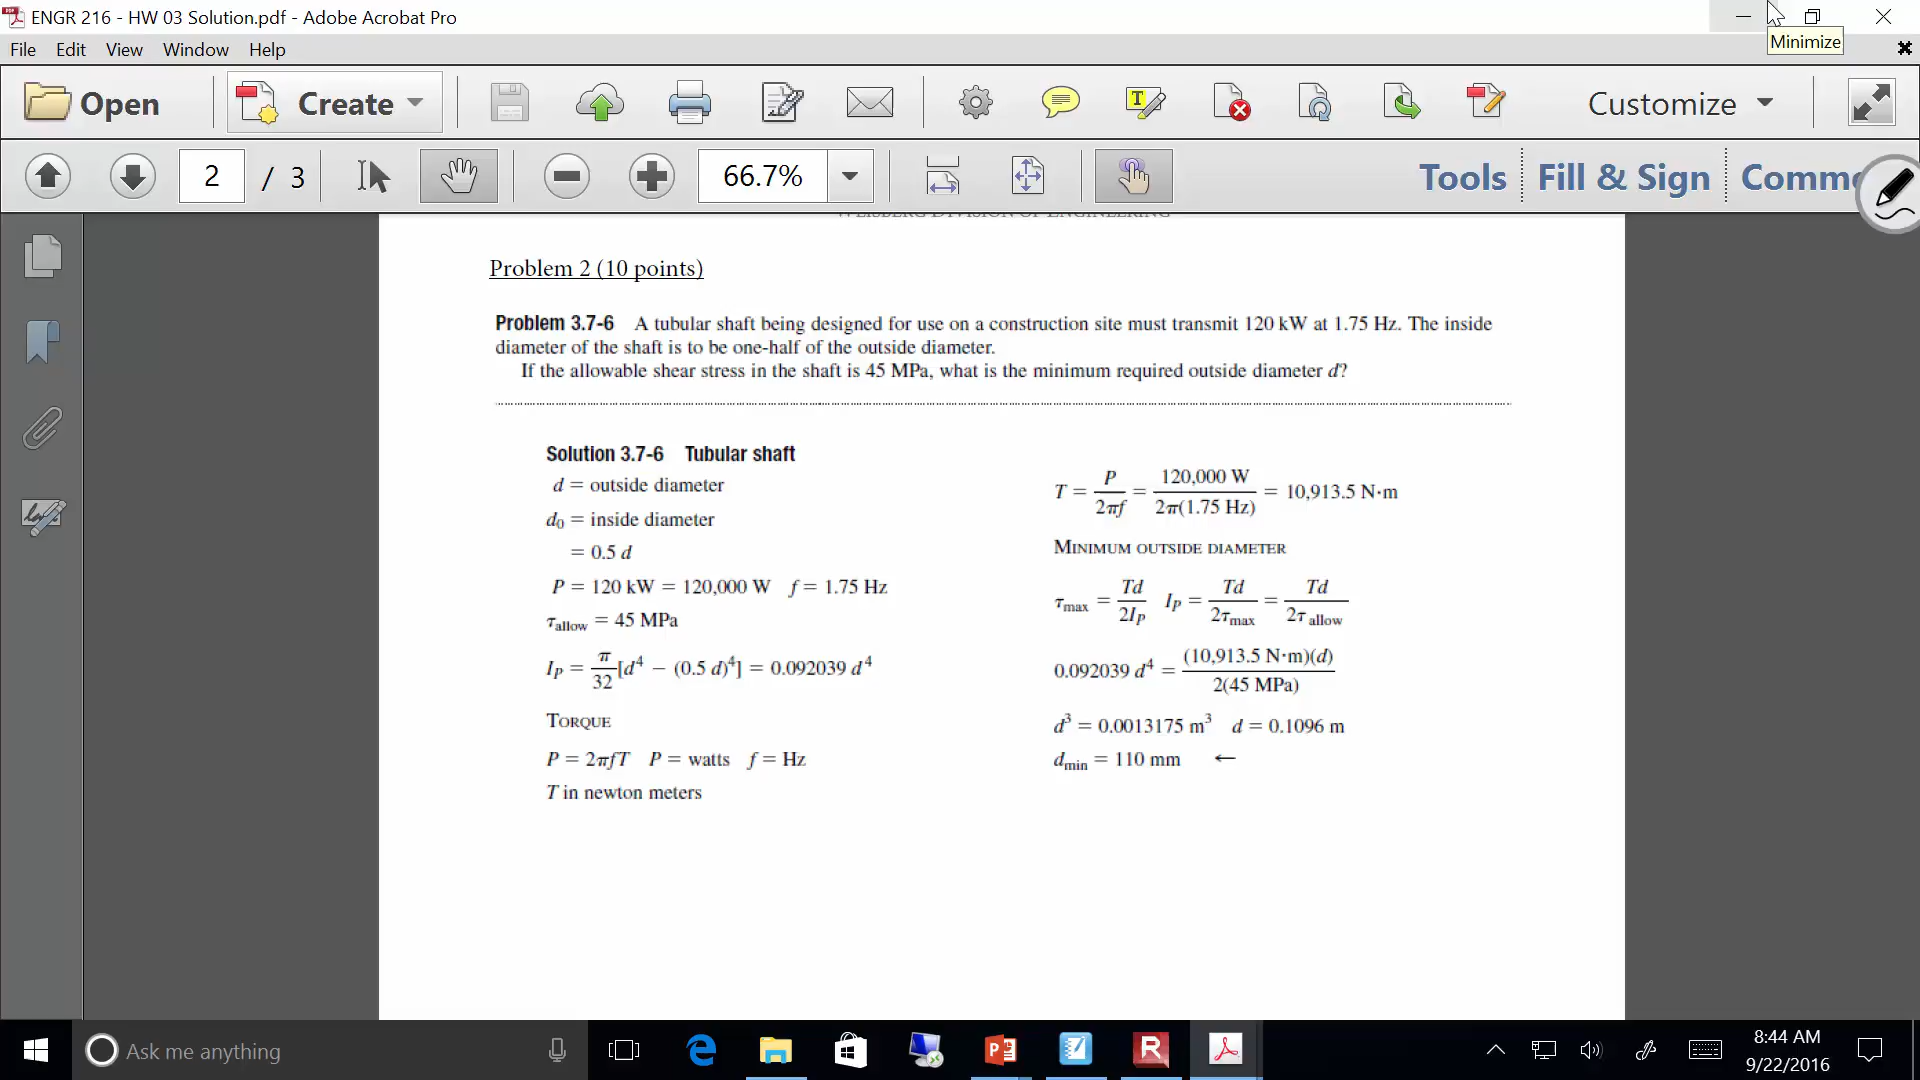 ENGR 216 - HW 03 Solution.pdf - Adobe Acrobat Pro
Minimize
File Edit View Window Help
Open Create Customize
2 / 3 66.7% Tools Fill & Sign Comme
WEISBERG DIVISION OF ENGINEERING
Problem 2 (10 points)
Problem 3.7-6 A tubular shaft being designed for use on a construction site must transmit 120 kW at 1.75 Hz. The inside
diameter of the shaft is to be one-half of the outside diameter.
If the allowable shear stress in the shaft is 45 MPa, what is the minimum required outside diameter d?
Solution 3.7-6 Tubular shaft
d = outside diameter
d₀ = inside diameter
= 0.5 d
P = 120 kW = 120,000 W f = 1.75 Hz
τallow = 45 MPa
IP = π/32 [d⁴ − (0.5 d)⁴] = 0.092039 d⁴
TORQUE
P = 2πfT P = watts f = Hz
T in newton meters
T = P/2πf = 120,000 W/2π(1.75 Hz) = 10,913.5 N·m
MINIMUM OUTSIDE DIAMETER
τmax = Td/2IP IP = Td/2τmax = Td/2τallow
0.092039 d⁴ = (10,913.5 N·m)(d)/2(45 MPa)
d³ = 0.0013175 m³ d = 0.1096 m
dmin = 110 mm ←
Ask me anything
8:44 AM
9/22/2016